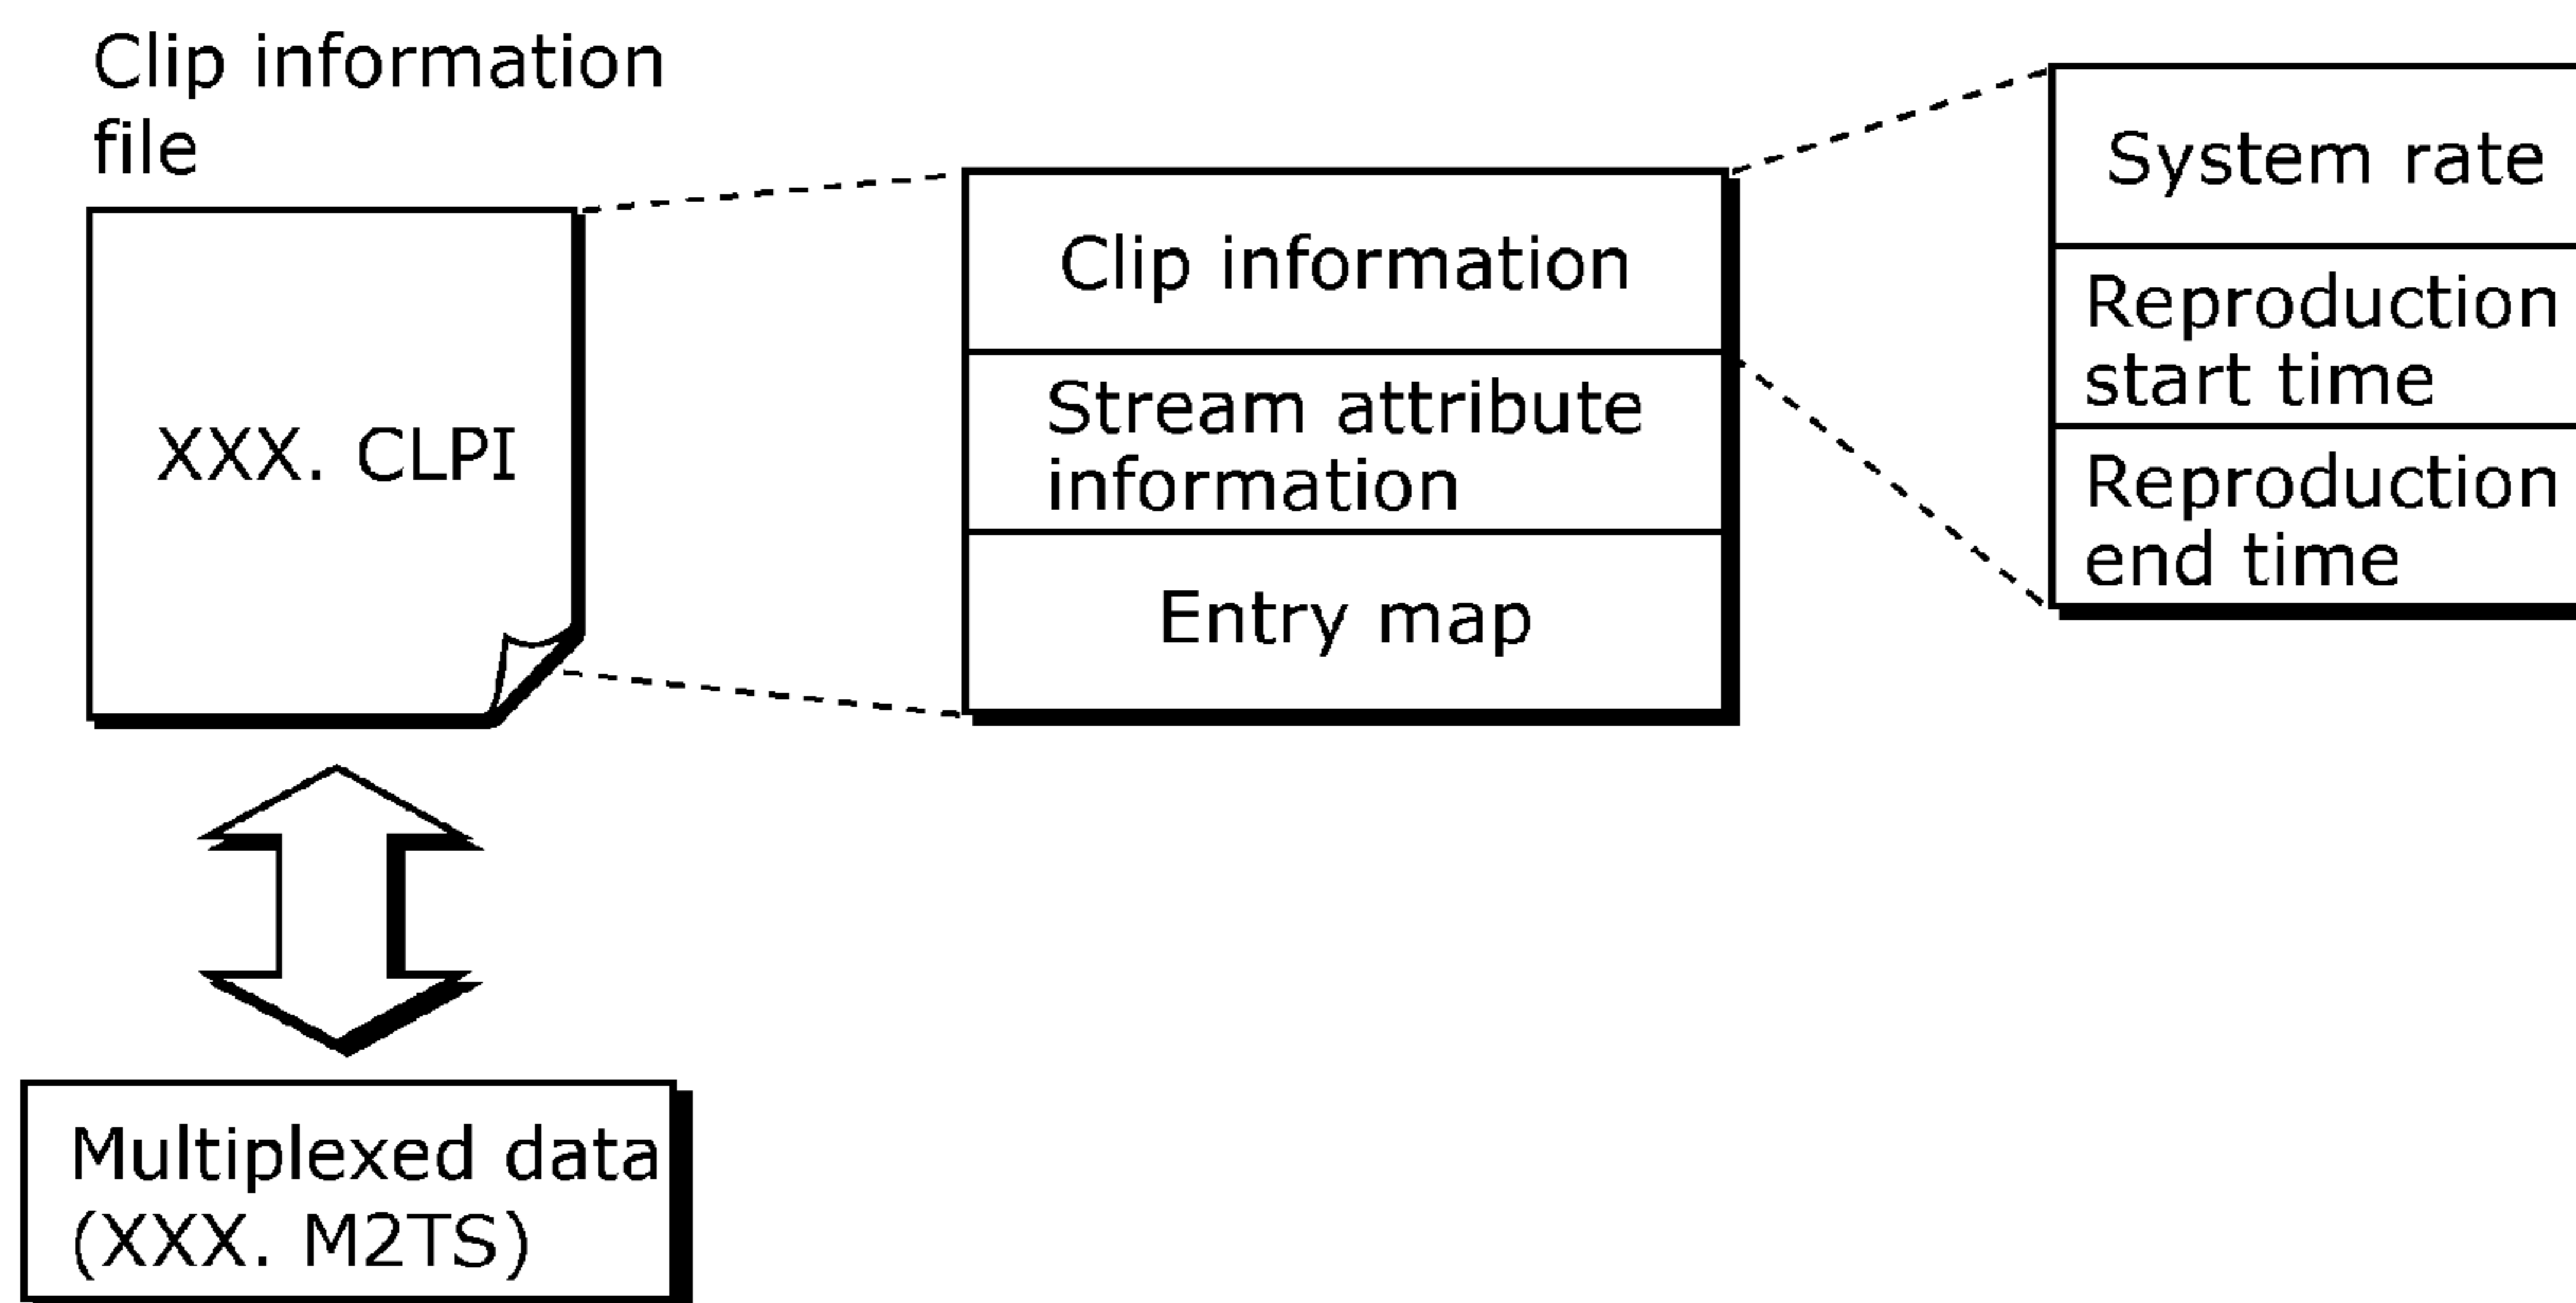 Clip information
file
XXX. CLPI
Clip information
Stream attribute
information
Entry map
System rate
Reproduction
start time
Reproduction
end time
Multiplexed data
(XXX. M2TS)